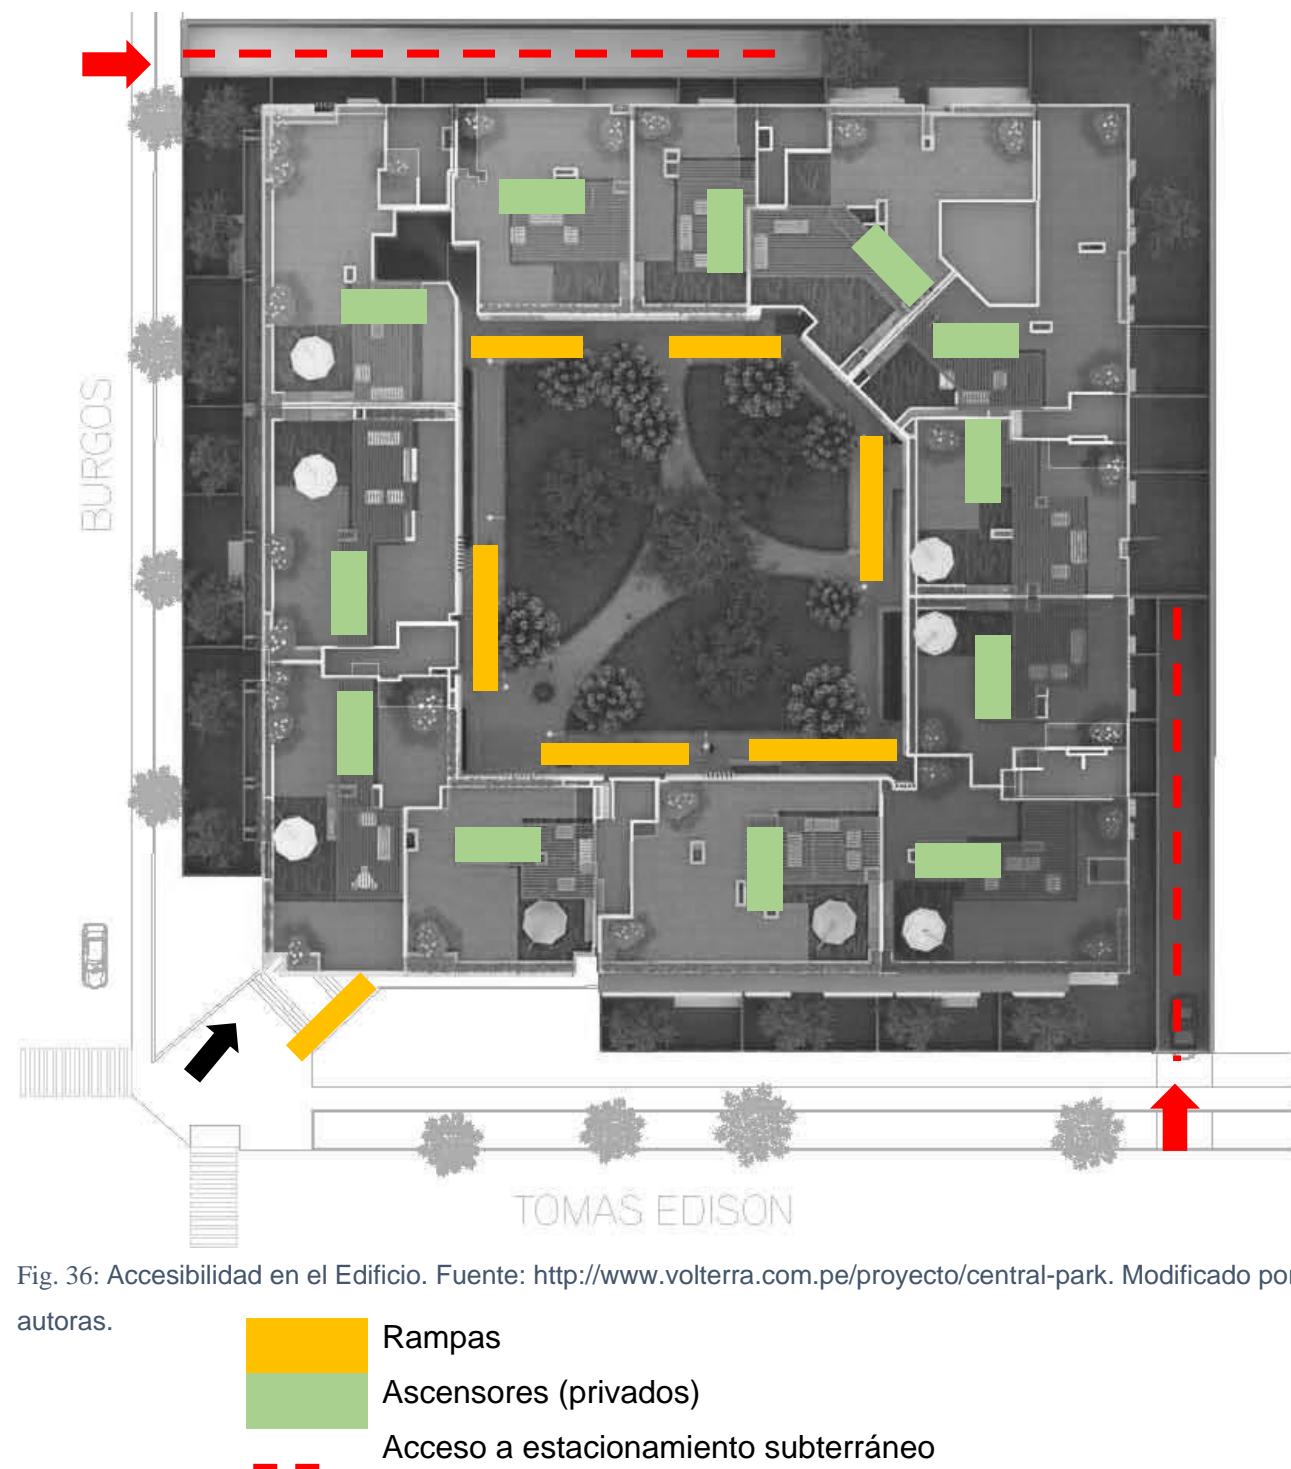 BURGOS
TOMAS EDISON
Fig. 36: Accesibilidad en el Edificio. Fuente: http://www.volterra.com.pe/proyecto/central-park. Modificado por
autoras.
Rampas
Ascensores (privados)
Acceso a estacionamiento subterráneo